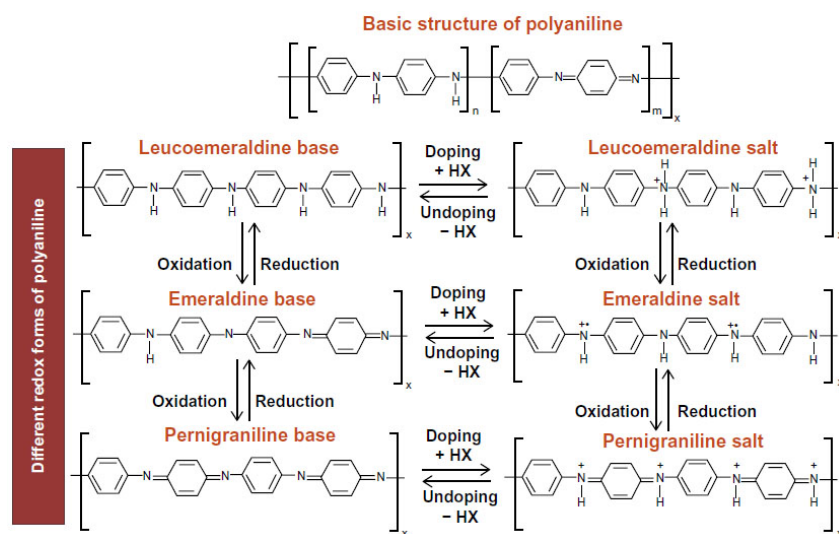 Basic structure of polyaniline
N N N N
H H
n m x
Different redox forms of polyaniline
Leucoemeraldine base
N N N N
H H H H
x
Doping
+ HX
Undoping
− HX
Leucoemeraldine salt
H H
+ +
N N N N
H H H H
Oxidation Reduction
Oxidation Reduction
Emeraldine base
N N N N
H
x
Doping
+ HX
Undoping
− HX
Emeraldine salt
+• +•
N N N N
H H H H
Oxidation Reduction
Oxidation Reduction
Pernigraniline base
N N N N
x
Doping
+ HX
Undoping
− HX
Pernigraniline salt
+ + + +
N N N N
H H H H